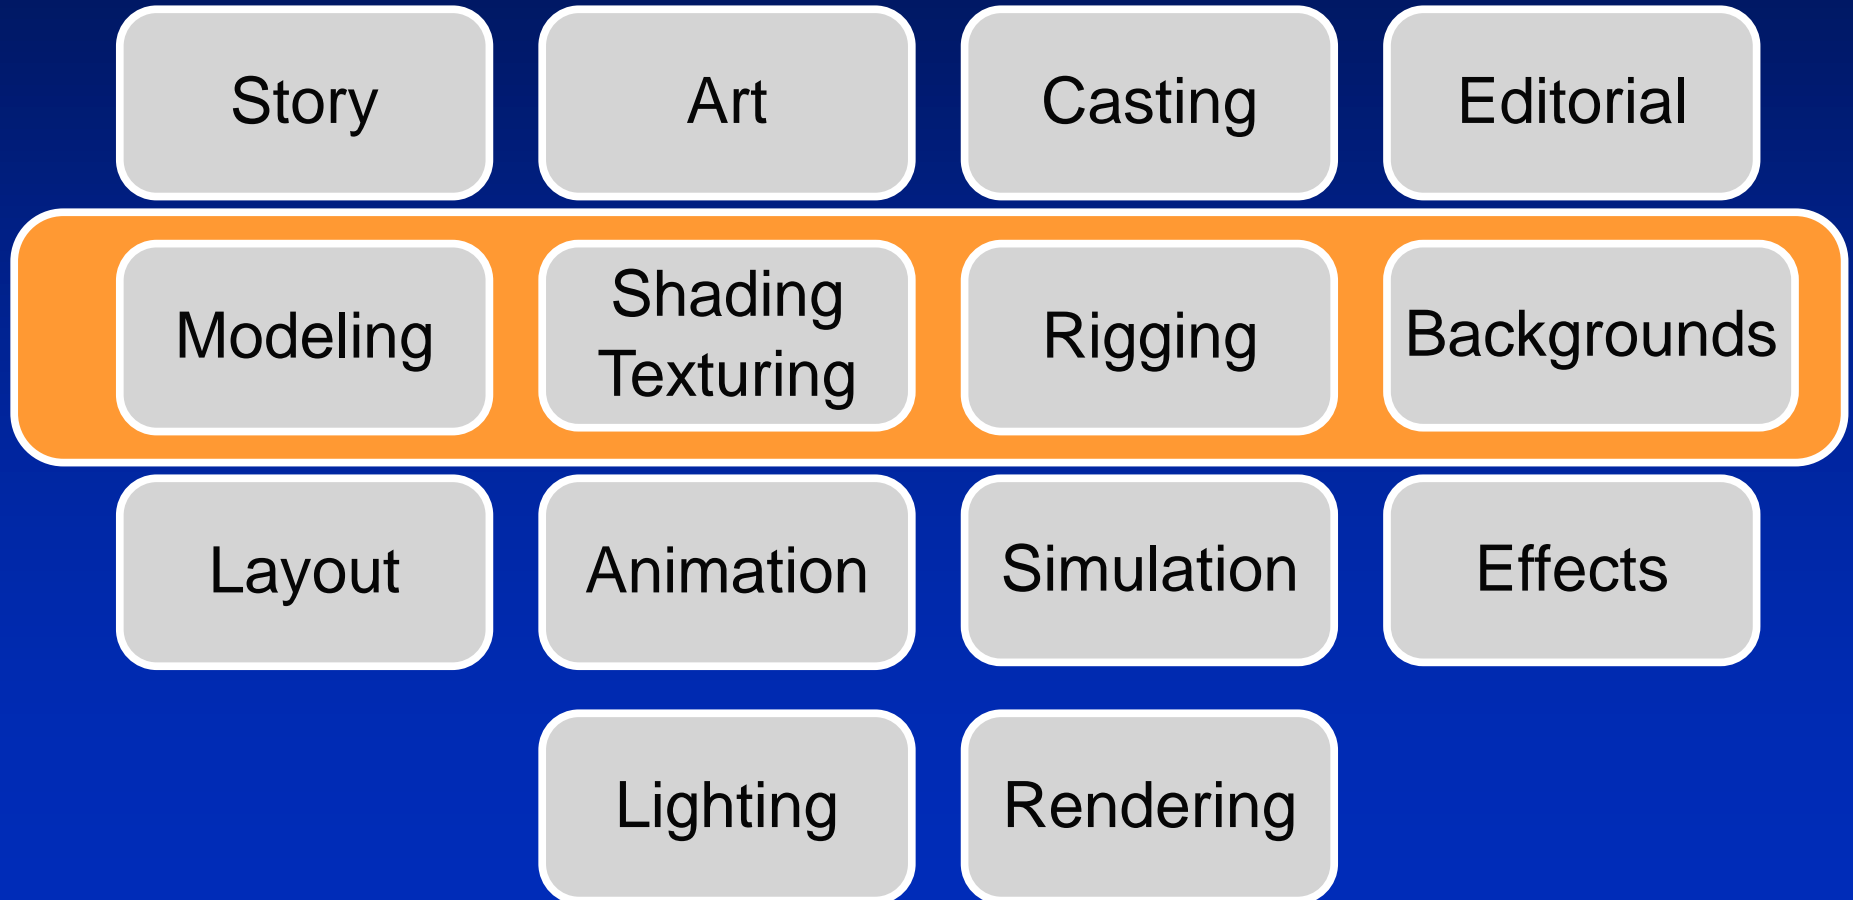 Story
Art
Casting
Editorial
Modeling
Shading
Texturing
Rigging
Backgrounds
Layout
Animation
Simulation
Effects
Lighting
Rendering